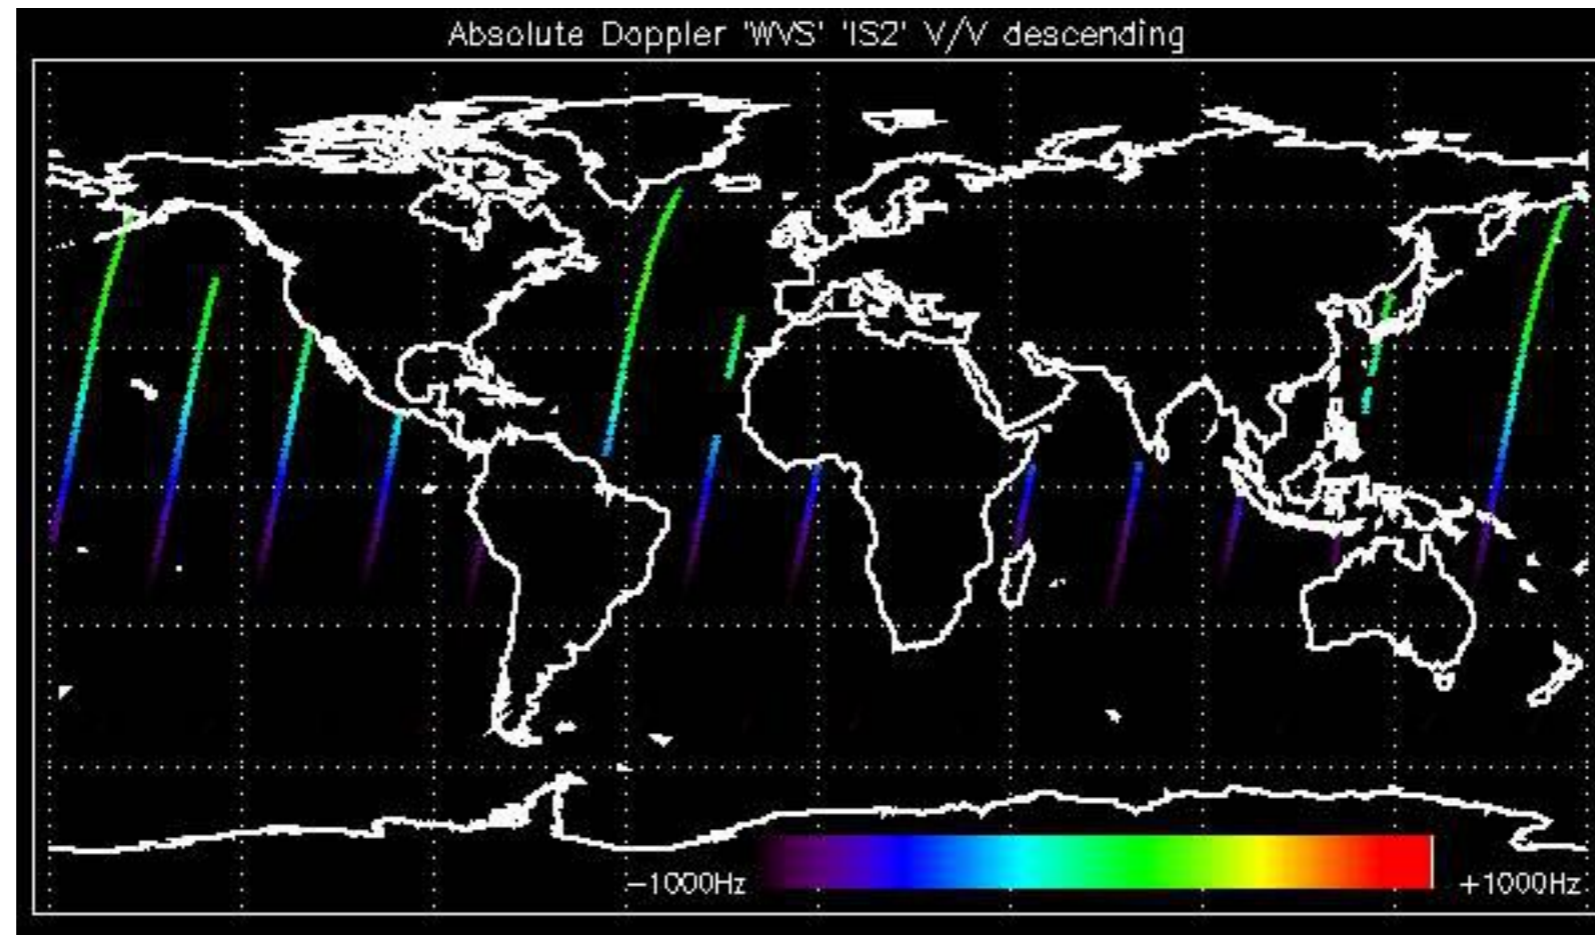 Absolute Doppler 'WVS' 'IS2' V/V descending
−1000Hz
+1000Hz